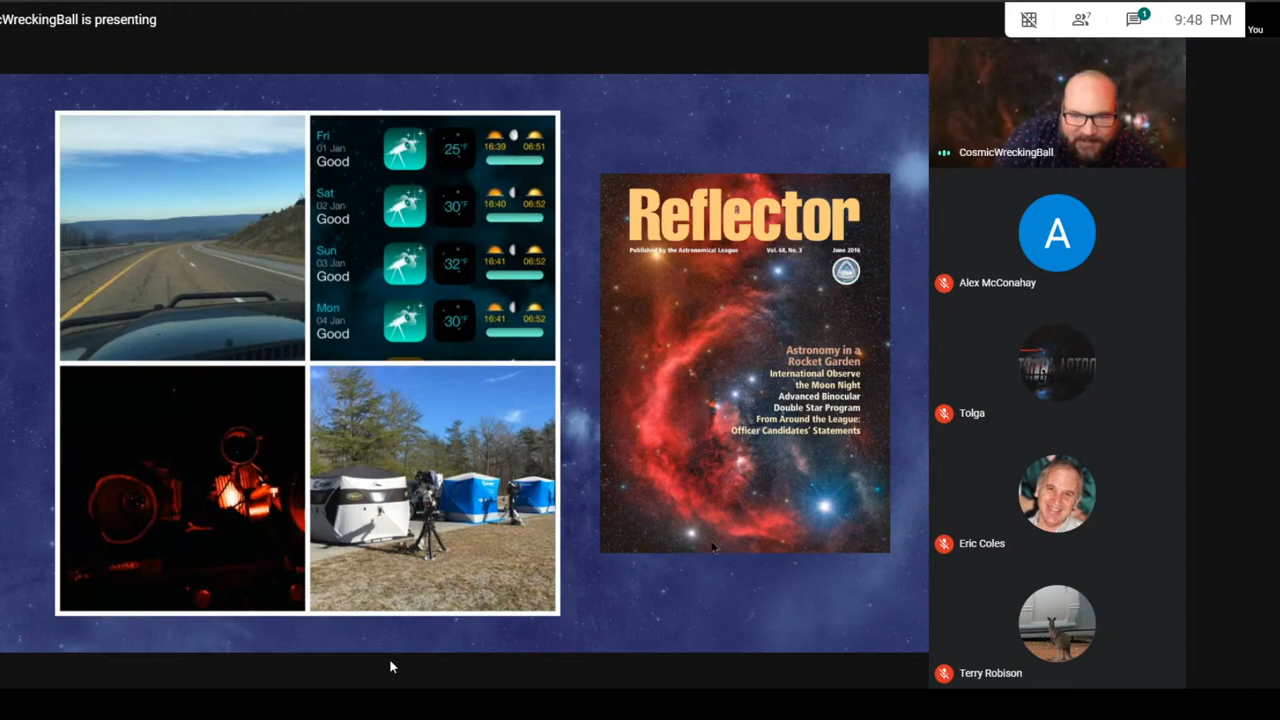 cWreckingBall is presenting
7
1
9:48 PM
You
Fri
01 Jan
Good
25°F
16:39
06:51
Sat
02 Jan
Good
30°F
16:40
06:52
Sun
03 Jan
Good
32°F
16:41
06:52
Mon
04 Jan
Good
30°F
16:41
06:52
Reflector
Published by the Astronomical League Vol. 68, No. 3 June 2016
Astronomy in a
Rocket Garden
International Observe
the Moon Night
Advanced Binocular
Double Star Program
From Around the League:
Officer Candidates' Statements
CosmicWreckingBall
A
Alex McConahay
Tolga
Eric Coles
Terry Robison